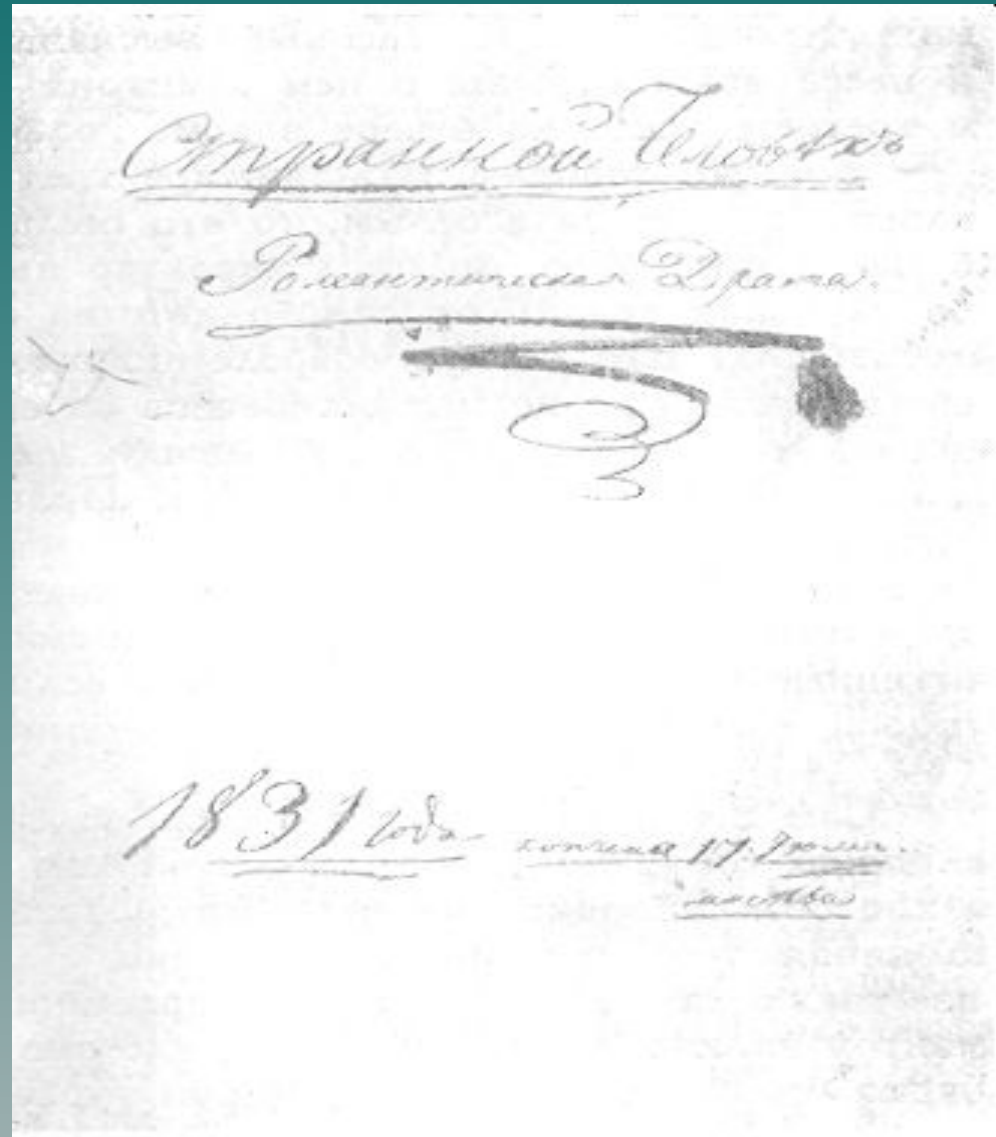 Странной Человѣкъ
Романтическая Драма.
1831 года кончена 17. Июля.
Москва